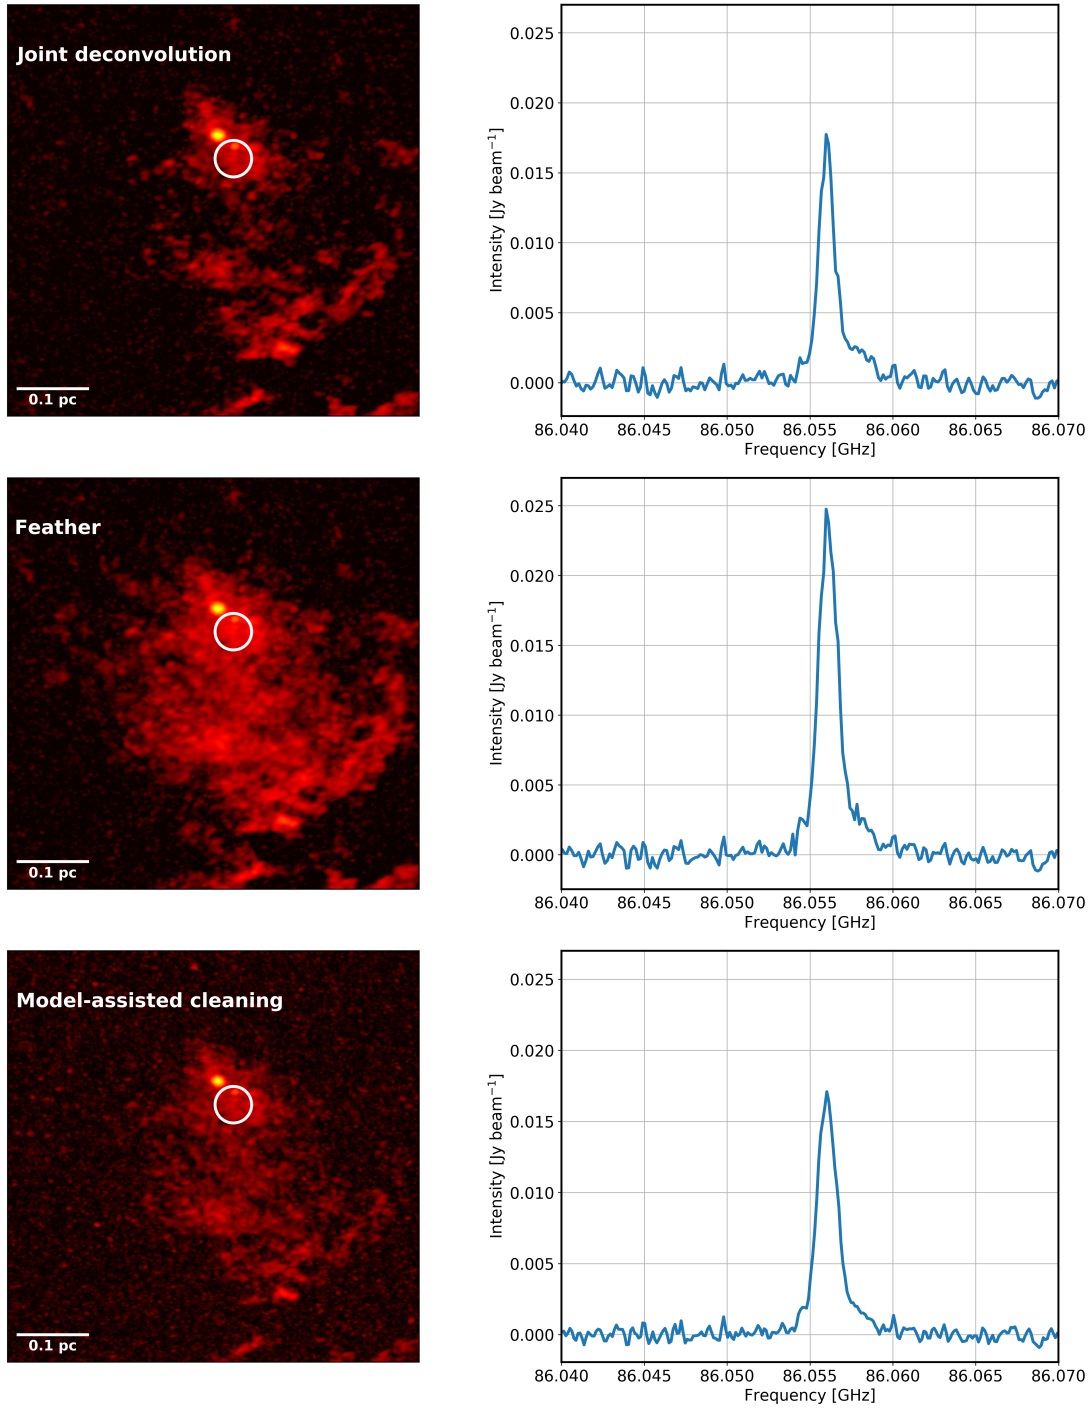 Joint deconvolution
0.1 pc
0.025
0.020
0.015
0.010
0.005
0.000
Intensity [Jy beam⁻¹]
86.040 86.045 86.050 86.055 86.060 86.065 86.070
Frequency [GHz]
Feather
0.1 pc
0.025
0.020
0.015
0.010
0.005
0.000
Intensity [Jy beam⁻¹]
86.040 86.045 86.050 86.055 86.060 86.065 86.070
Frequency [GHz]
Model-assisted cleaning
0.1 pc
0.025
0.020
0.015
0.010
0.005
0.000
Intensity [Jy beam⁻¹]
86.040 86.045 86.050 86.055 86.060 86.065 86.070
Frequency [GHz]